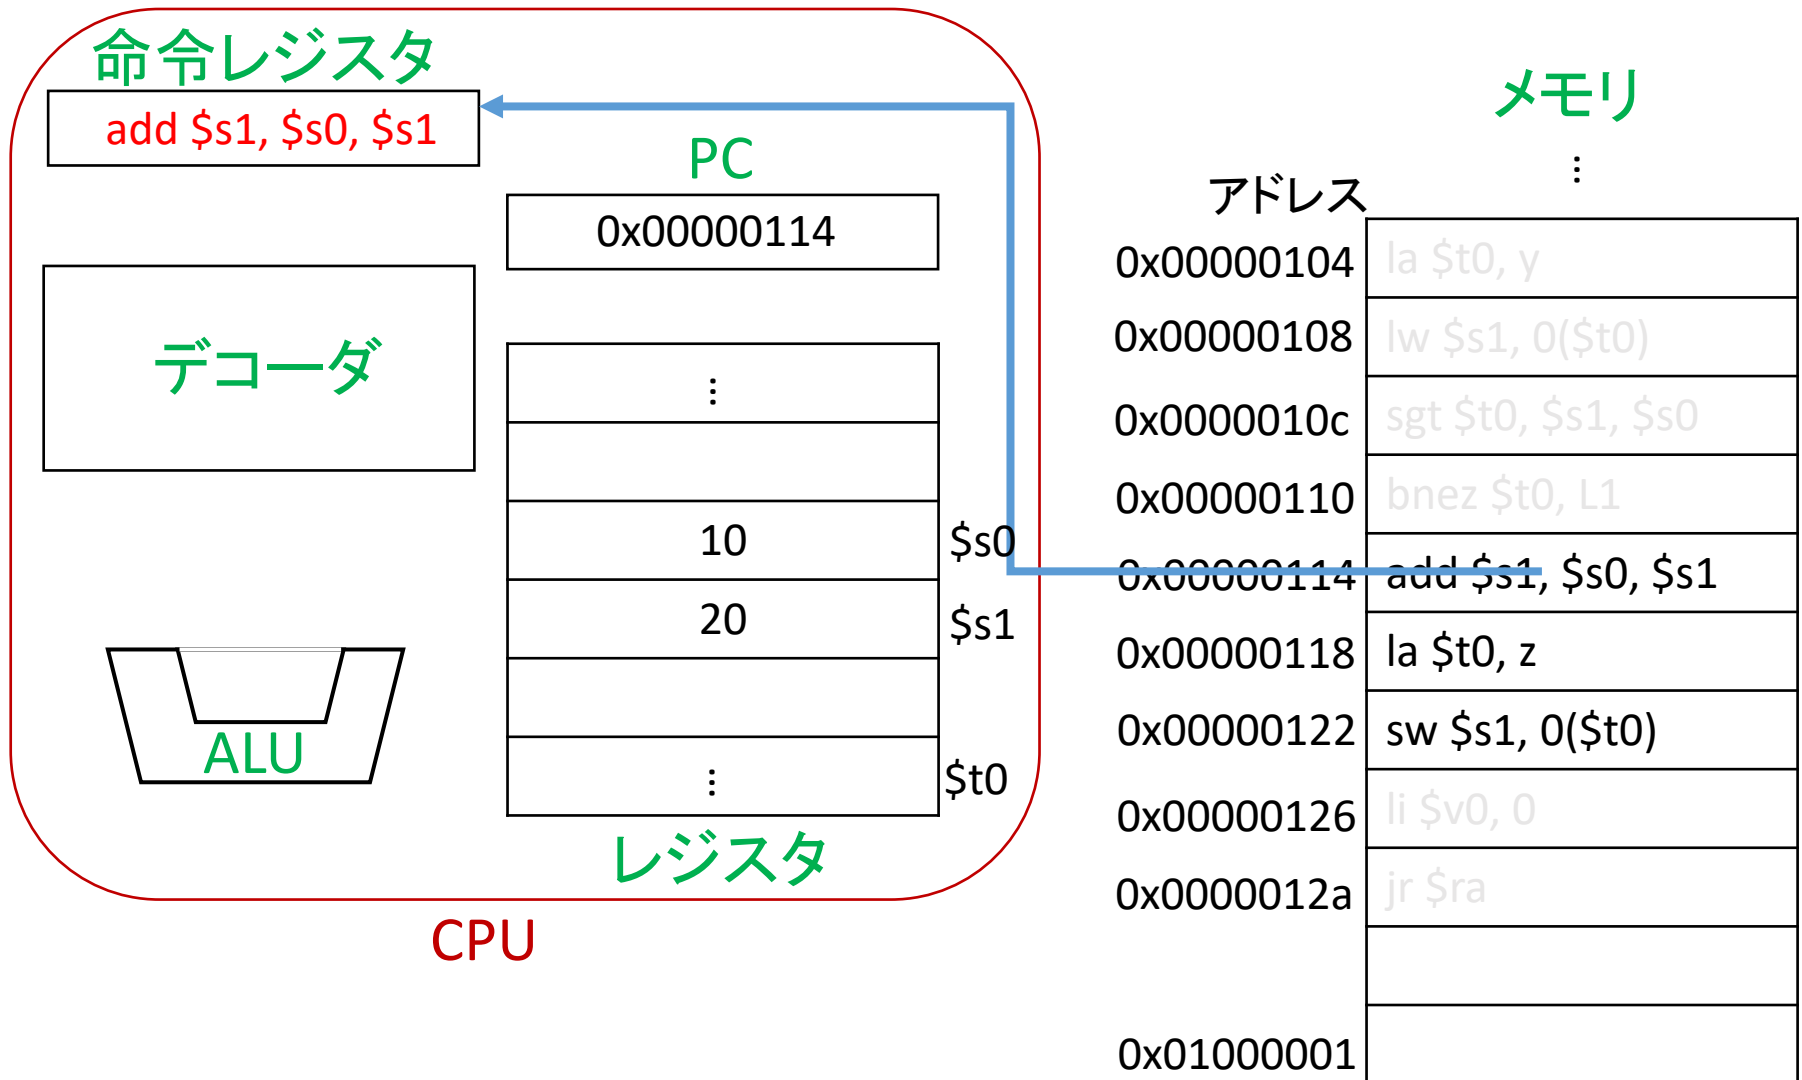 命令レジスタ
add $s1, $s0, $s1
PC
0x00000114
デコーダ
⋮
10 $s0
20 $s1
⋮ $t0
ALU
レジスタ
CPU
メモリ
⋮
アドレス
0x00000104 la $t0, y
0x00000108 lw $s1, 0($t0)
0x0000010c sgt $t0, $s1, $s0
0x00000110 bnez $t0, L1
0x00000114 add $s1, $s0, $s1
0x00000118 la $t0, z
0x00000122 sw $s1, 0($t0)
0x00000126 li $v0, 0
0x0000012a jr $ra
0x01000001